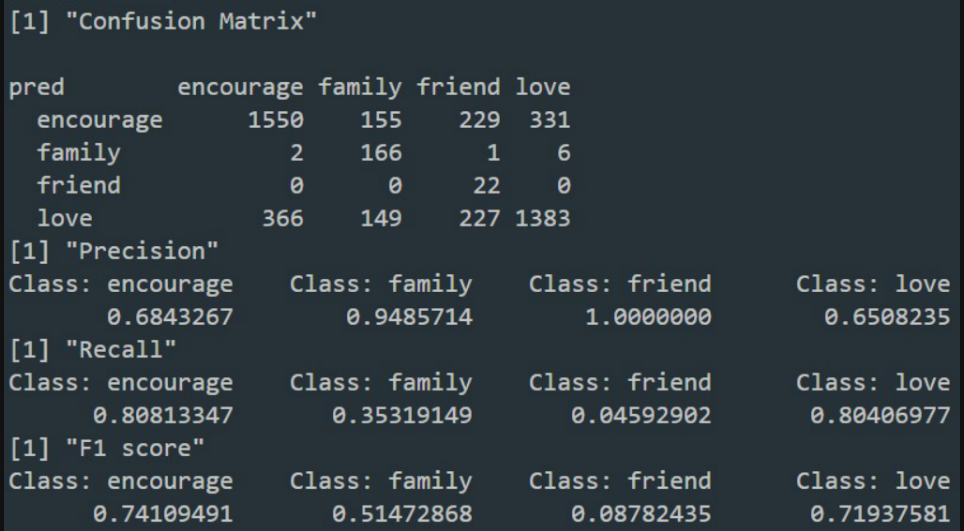 [1] "Confusion Matrix"
pred encourage family friend love
encourage 1550 155 229 331
family 2 166 1 6
friend 0 0 22 0
love 366 149 227 1383
[1] "Precision"
Class: encourage Class: family Class: friend Class: love
0.6843267 0.9485714 1.0000000 0.6508235
[1] "Recall"
Class: encourage Class: family Class: friend Class: love
0.80813347 0.35319149 0.04592902 0.80406977
[1] "F1 score"
Class: encourage Class: family Class: friend Class: love
0.74109491 0.51472868 0.08782435 0.71937581